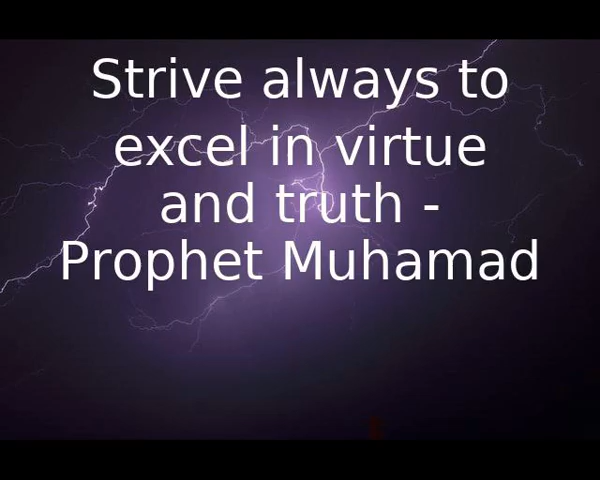 Strive always to
excel in virtue
and truth -
Prophet Muhamad